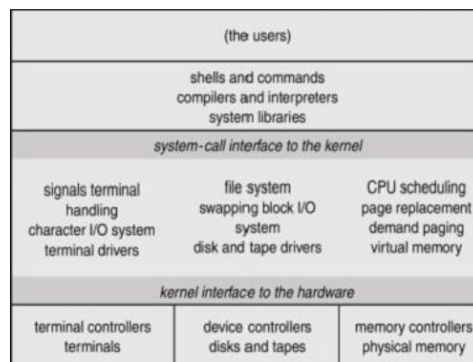 (the users)
shells and commands
compilers and interpreters
system libraries
system-call interface to the kernel
signals terminal
handling
character I/O system
terminal drivers
file system
swapping block I/O
system
disk and tape drivers
CPU scheduling
page replacement
demand paging
virtual memory
kernel interface to the hardware
terminal controllers
terminals
device controllers
disks and tapes
memory controllers
physical memory